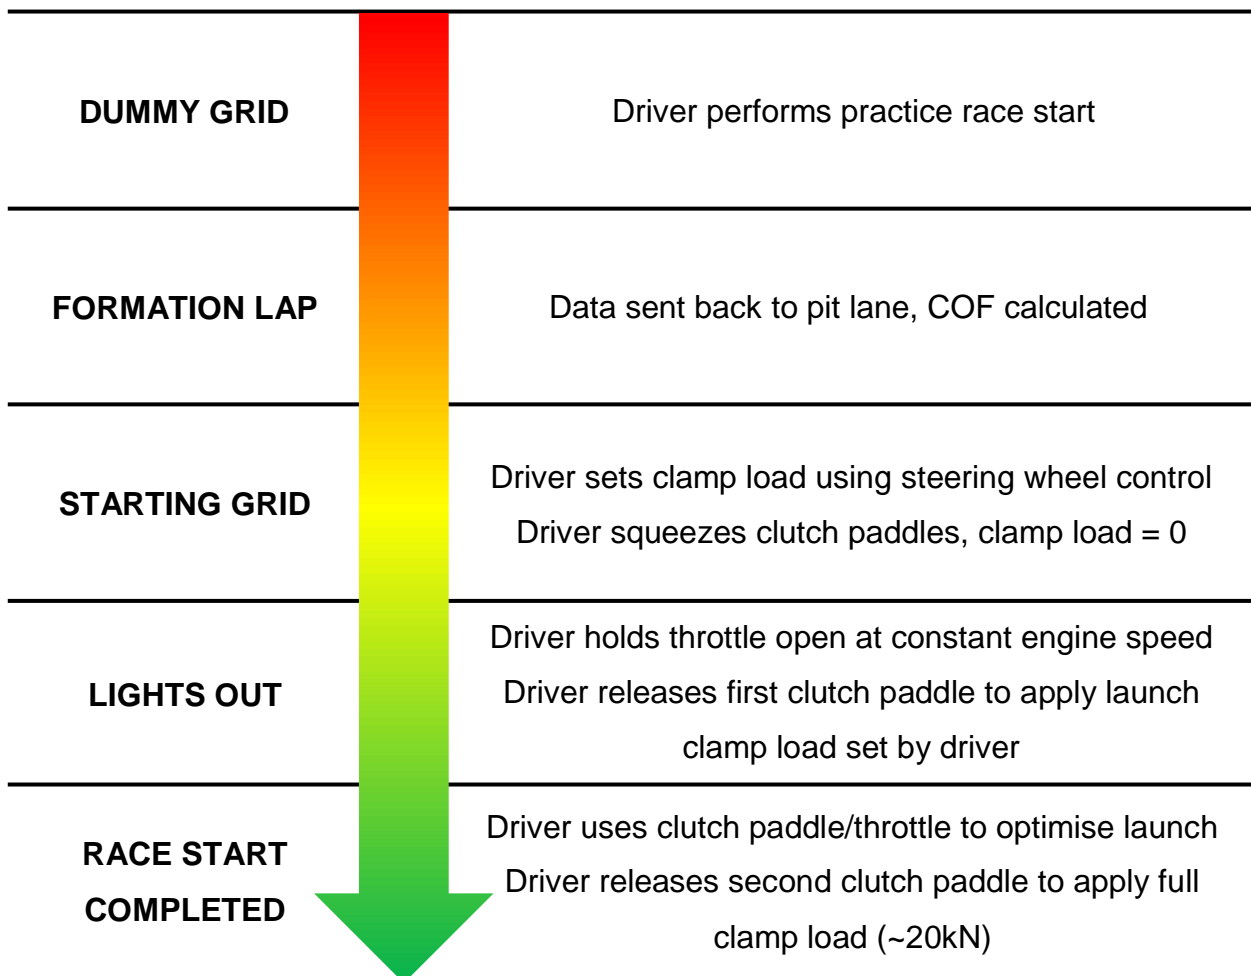 DUMMY GRID
Driver performs practice race start
FORMATION LAP
Data sent back to pit lane, COF calculated
STARTING GRID
Driver sets clamp load using steering wheel control
Driver squeezes clutch paddles, clamp load = 0
LIGHTS OUT
Driver holds throttle open at constant engine speed
Driver releases first clutch paddle to apply launch
clamp load set by driver
RACE START
COMPLETED
Driver uses clutch paddle/throttle to optimise launch
Driver releases second clutch paddle to apply full
clamp load (~20kN)